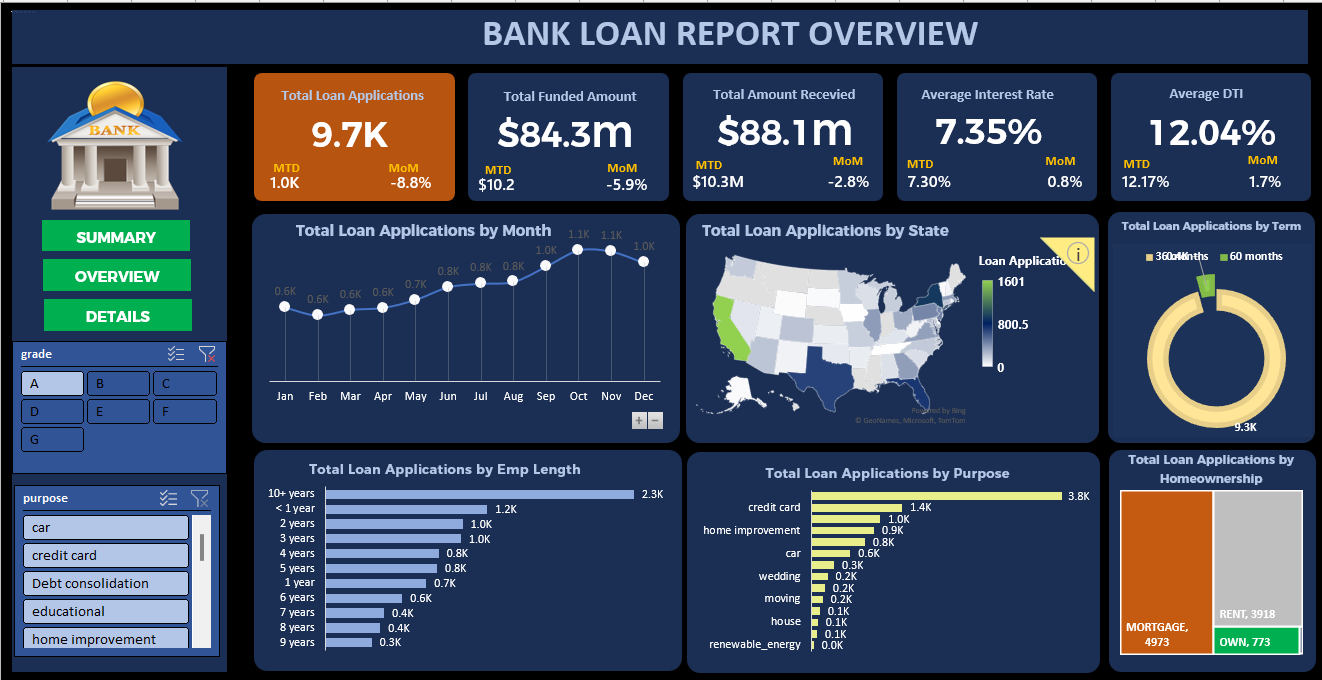 BANK LOAN REPORT OVERVIEW
BANK
SUMMARY
OVERVIEW
DETAILS
grade
A
B
C
D
E
F
G
purpose
car
credit card
Debt consolidation
educational
home improvement
Total Loan Applications
9.7K
MTD
MoM
1.0K
-8.8%
Total Funded Amount
$84.3m
MTD
MoM
$10.2
-5.9%
Total Amount Recevied
$88.1m
MTD
MoM
$10.3M
-2.8%
Average Interest Rate
7.35%
MTD
MoM
7.30%
0.8%
Average DTI
12.04%
MTD
MoM
12.17%
1.7%
Total Loan Applications by Month
0.6K
0.6K
0.6K
0.6K
0.7K
0.8K
0.8K
0.8K
1.0K
1.1K
1.1K
1.0K
Jan Feb Mar Apr May Jun Jul Aug Sep Oct Nov Dec
+ −
Total Loan Applications by State
Loan Applicatio
i
1601
800.5
0
Powered by Bing
© GeoNames, Microsoft, TomTom
Total Loan Applications by Term
36 months
60 months
9.3K
Total Loan Applications by Emp Length
10+ years 2.3K
< 1 year 1.2K
2 years 1.0K
3 years 1.0K
4 years 0.8K
5 years 0.8K
1 year 0.7K
6 years 0.6K
7 years 0.4K
8 years 0.4K
9 years 0.3K
Total Loan Applications by Purpose
3.8K
credit card 1.4K
1.0K
home improvement 0.9K
0.8K
car 0.6K
0.3K
wedding 0.2K
0.2K
moving 0.2K
0.1K
house 0.1K
0.1K
renewable_energy 0.0K
Total Loan Applications by
Homeownership
MORTGAGE,
4973
RENT, 3918
OWN, 773